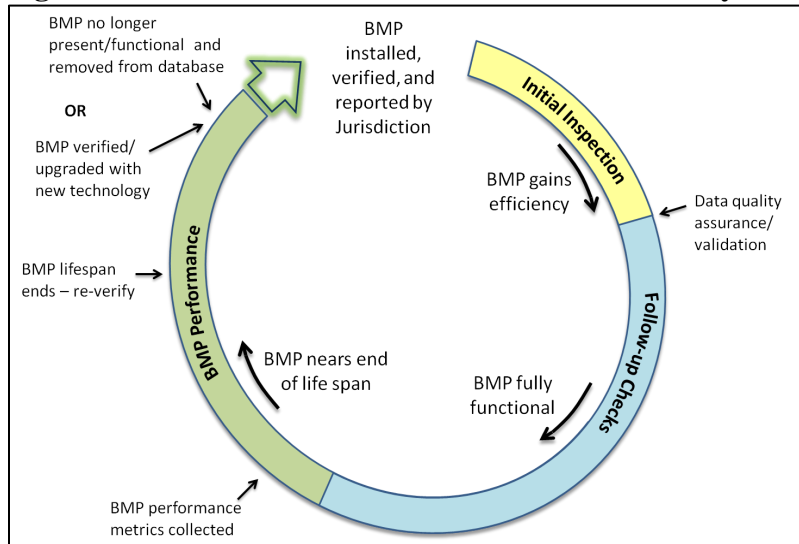 BMP no longer
present/functional and
removed from database
OR
BMP verified/
upgraded with
new technology
BMP lifespan
ends – re-verify
BMP performance
metrics collected
BMP
installed,
verified, and
reported by
Jurisdiction
Initial Inspection
BMP gains
efficiency
Data quality
assurance/
validation
Follow-up Checks
BMP fully
functional
BMP nears end
of life span
BMP Performance